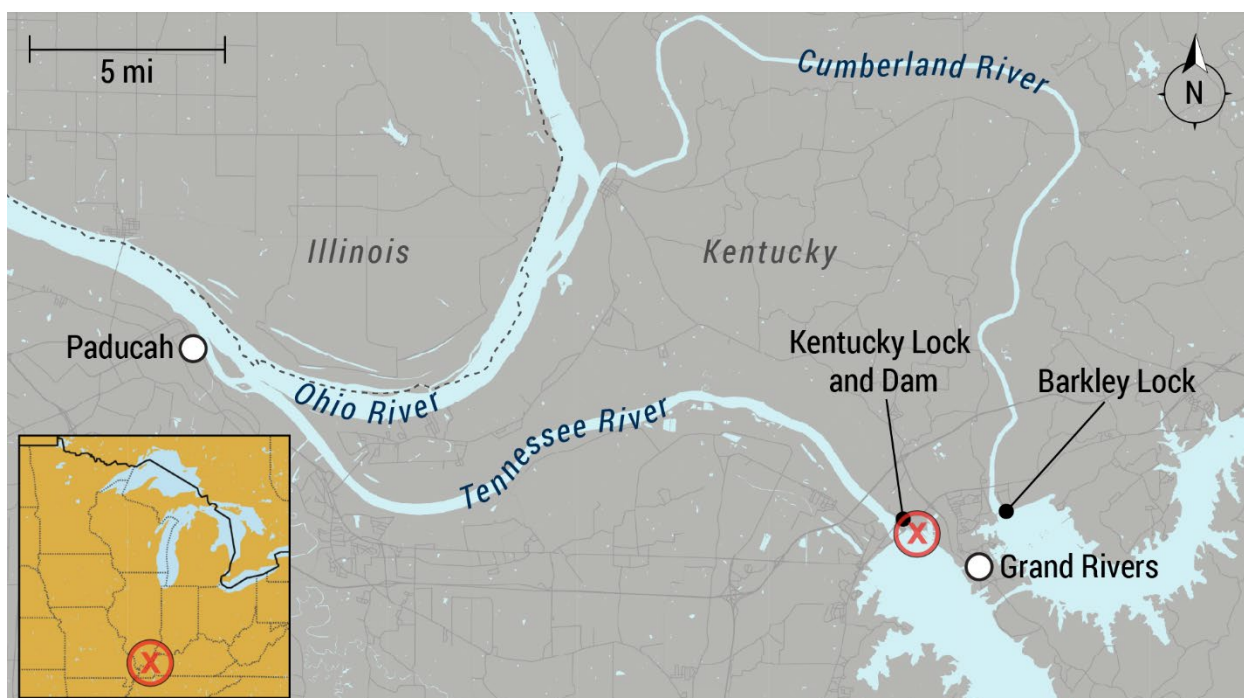 5 mi
Cumberland River
N
Illinois
Kentucky
Paducah
Ohio River
Tennessee River
Kentucky Lock
and Dam
Barkley Lock
X
Grand Rivers
X